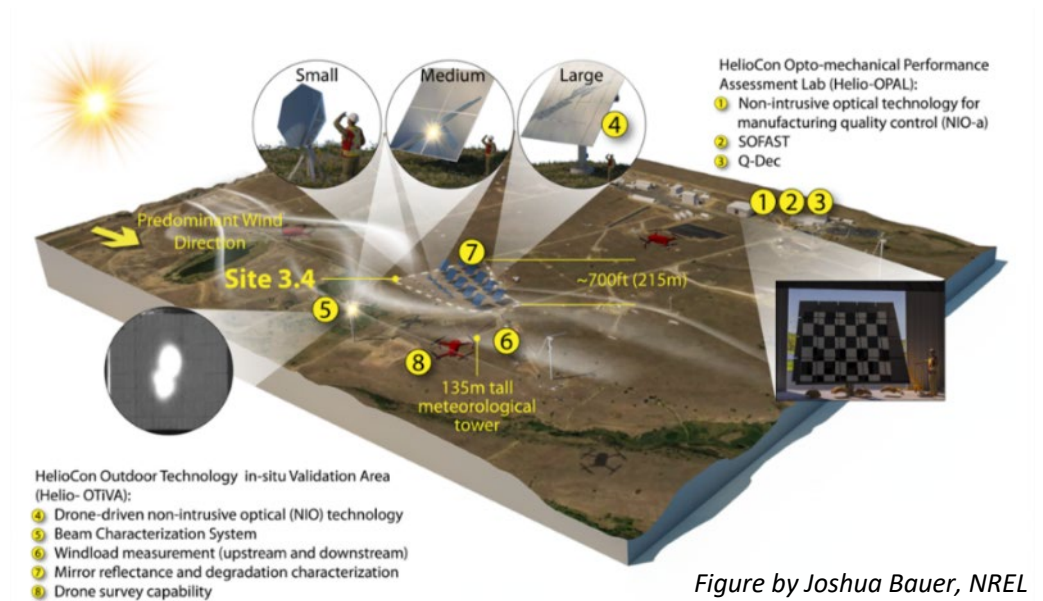 Small
Medium
Large
4
HelioCon Opto-mechanical Performance
Assessment Lab (Helio-OPAL):
1 Non-intrusive optical technology for
manufacturing quality control (NIO-a)
2 SOFAST
3 Q-Dec
1 2 3
Predominant Wind
Direction
7
Site 3.4
~700ft (215m)
5
6
8
135m tall
meteorological
tower
HelioCon Outdoor Technology in-situ Validation Area
(Helio- OTiVA):
4 Drone-driven non-intrusive optical (NIO) technology
5 Beam Characterization System
6 Windload measurement (upstream and downstream)
7 Mirror reflectance and degradation characterization
8 Drone survey capability
Figure by Joshua Bauer, NREL